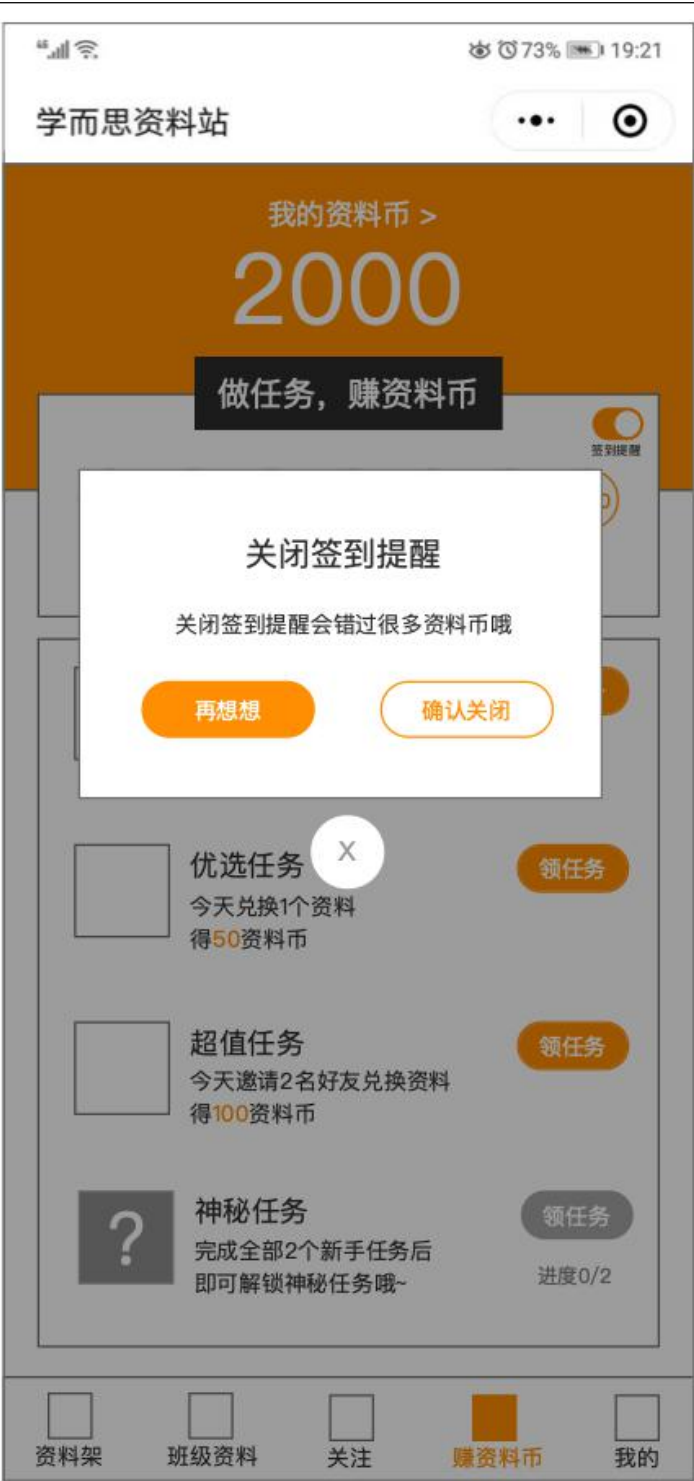 73% 19:21
学而思资料站
我的资料币 >
2000
做任务，赚资料币
签到提醒
关闭签到提醒
关闭签到提醒会错过很多资料币哦
再想想
确认关闭
X
优选任务
领任务
今天兑换1个资料
得50资料币
超值任务
领任务
今天邀请2名好友兑换资料
得100资料币
?
神秘任务
领任务
完成全部2个新手任务后
即可解锁神秘任务哦~
进度0/2
资料架 班级资料 关注 赚资料币 我的